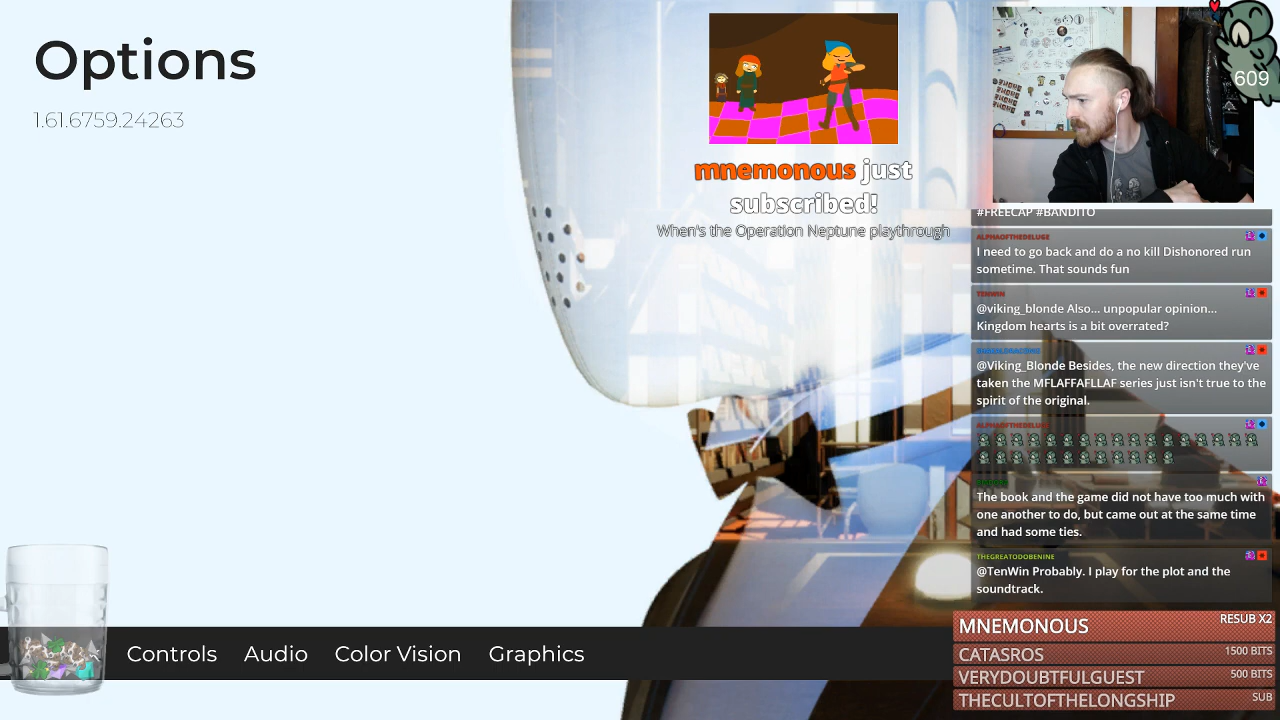 Options
1.61.6759.24263
mnemonous just
subscribed!
When's the Operation Neptune playthrough
609
#FREECAP #BANDITO
ALPHAOFTHEDELUGE
I need to go back and do a no kill Dishonored run
sometime. That sounds fun
TENWIN
@viking_blonde Also... unpopular opinion...
Kingdom hearts is a bit overrated?
@Viking_Blonde Besides, the new direction they've
taken the MFLAFFAFLLAF series just isn't true to the
spirit of the original.
ALPHAOFTHEDELUGE
The book and the game did not have too much with
one another to do, but came out at the same time
and had some ties.
THEGREATODOBENINE
@TenWin Probably. I play for the plot and the
soundtrack.
MNEMONOUS RESUB X2
CATASROS 1500 BITS
VERYDOUBTFULGUEST 500 BITS
THECULTOFTHELONGSHIP SUB
Controls Audio Color Vision Graphics